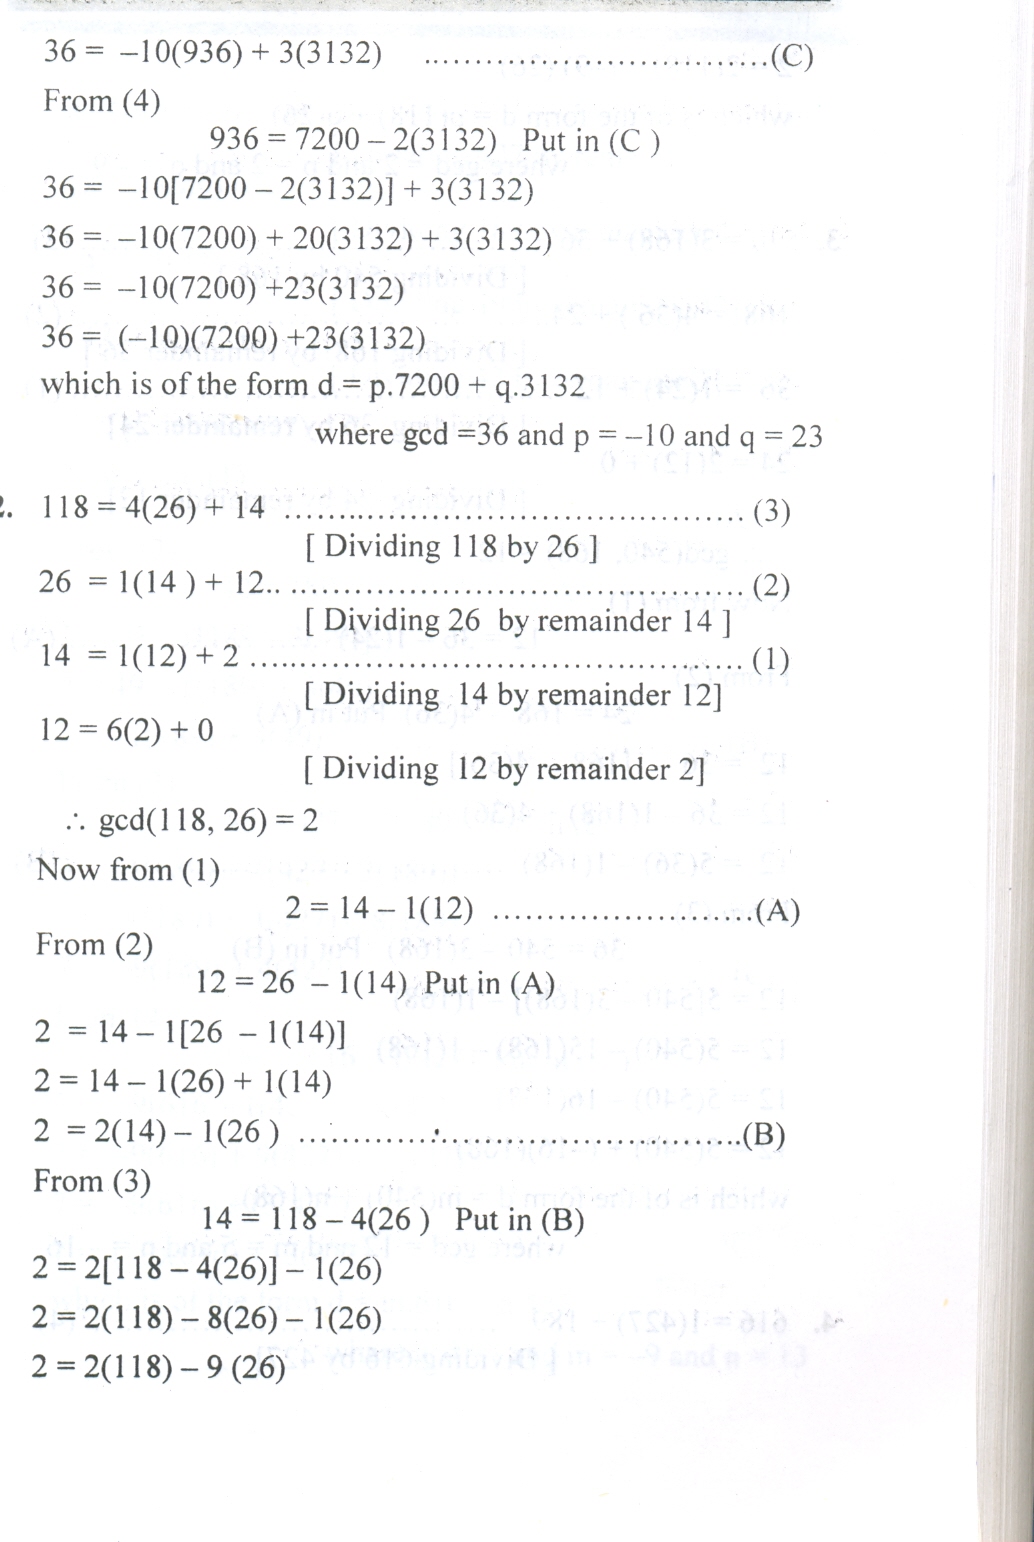 36 = –10(936) + 3(3132) ..................................(C)
From (4)
936 = 7200 – 2(3132) Put in (C )
36 = –10[7200 – 2(3132)] + 3(3132)
36 = –10(7200) + 20(3132) + 3(3132)
36 = –10(7200) +23(3132)
36 = (–10)(7200) +23(3132)
which is of the form d = p.7200 + q.3132
where gcd =36 and p = –10 and q = 23
2. 118 = 4(26) + 14 .............................................. (3)
[ Dividing 118 by 26 ]
26 = 1(14 ) + 12................................................ (2)
[ Dividing 26 by remainder 14 ]
14 = 1(12) + 2 .................................................. (1)
[ Dividing 14 by remainder 12]
12 = 6(2) + 0
[ Dividing 12 by remainder 2]
∴ gcd(118, 26) = 2
Now from (1)
2 = 14 – 1(12) ..........................(A)
From (2)
12 = 26 – 1(14) Put in (A)
2 = 14 – 1[26 – 1(14)]
2 = 14 – 1(26) + 1(14)
2 = 2(14) – 1(26 ) .............................................(B)
From (3)
14 = 118 – 4(26 ) Put in (B)
2 = 2[118 – 4(26)] – 1(26)
2 = 2(118) – 8(26) – 1(26)
2 = 2(118) – 9 (26)